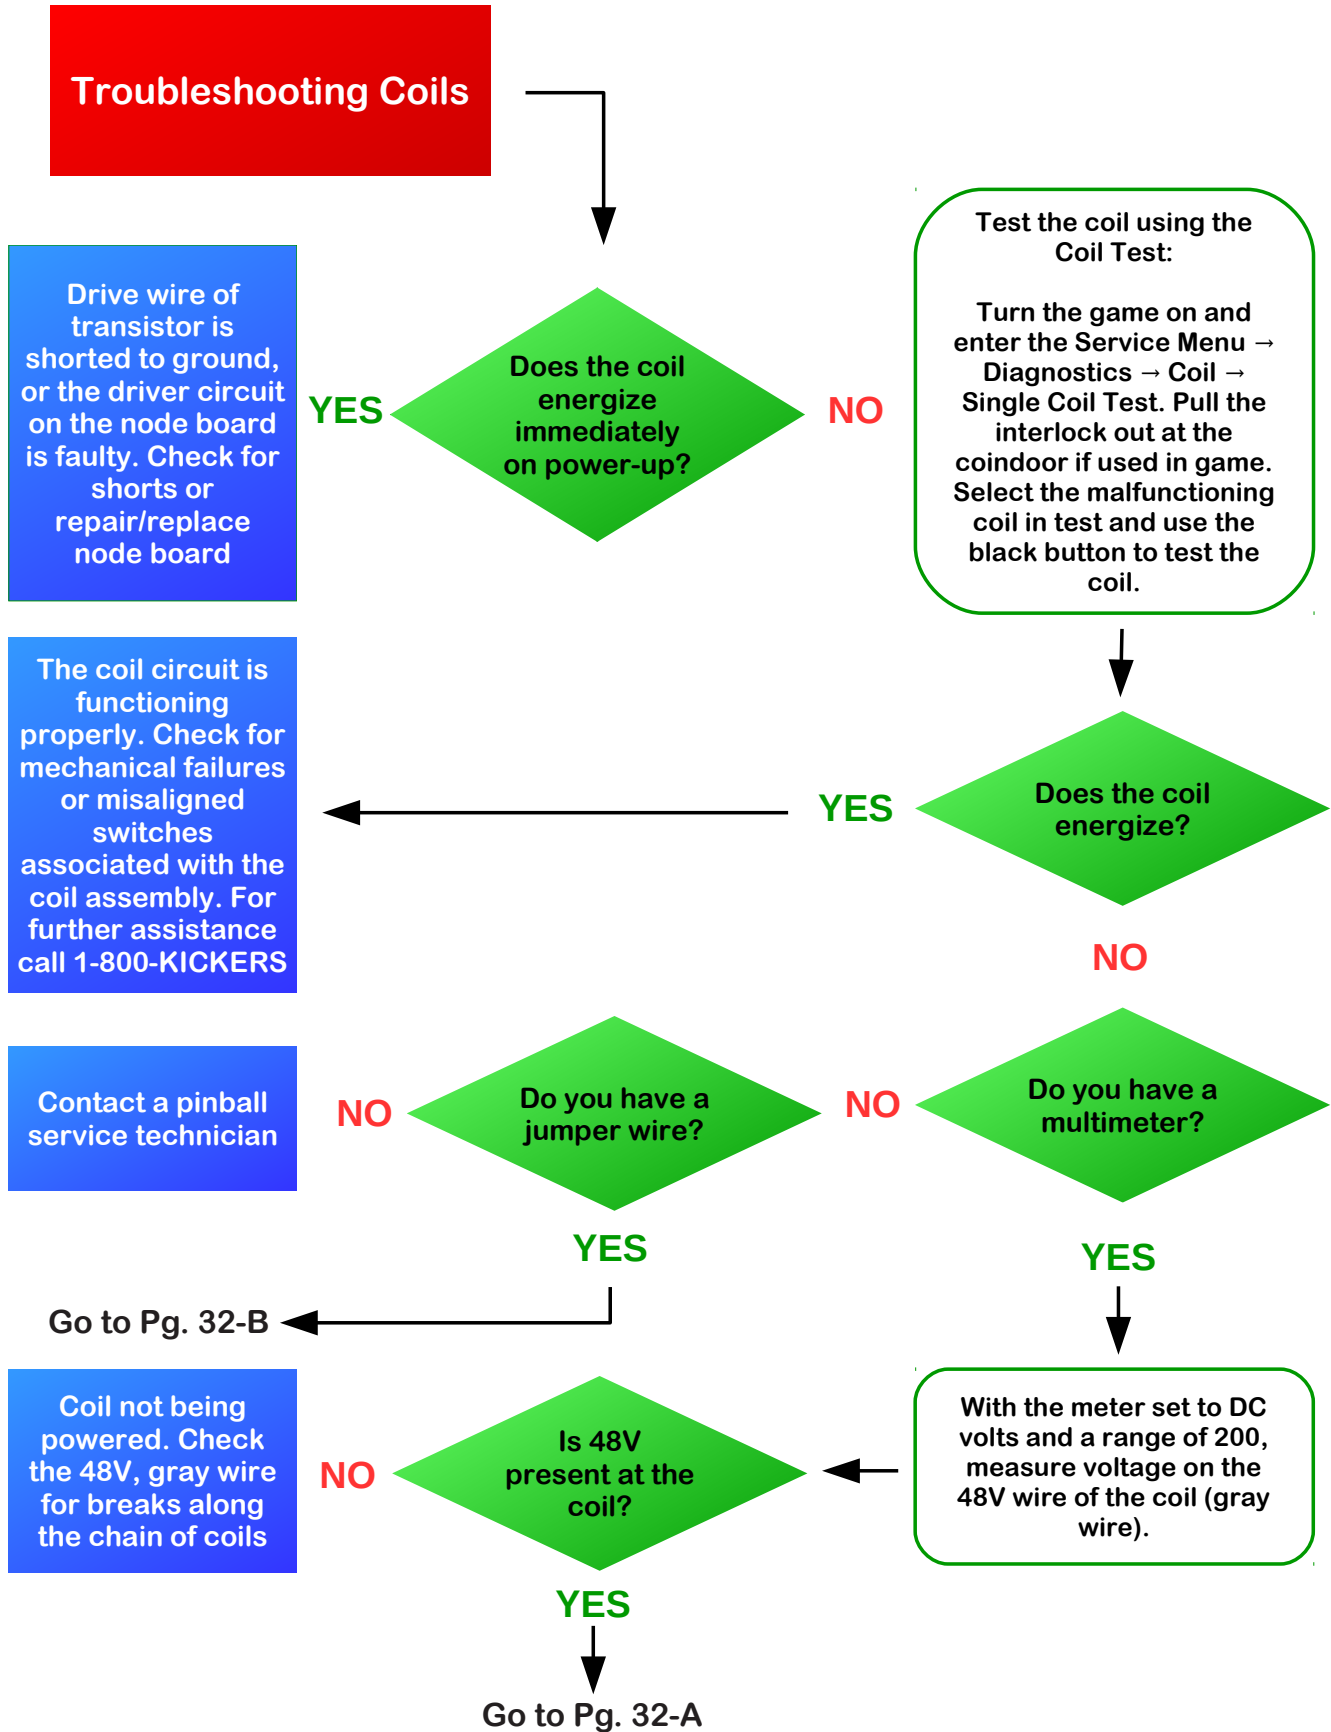 Troubleshooting Coils
Test the coil using the
Coil Test:
Turn the game on and
enter the Service Menu →
Diagnostics → Coil →
Single Coil Test. Pull the
interlock out at the
coindoor if used in game.
Select the malfunctioning
coil in test and use the
black button to test the
coil.
Drive wire of
transistor is
shorted to ground,
or the driver circuit
on the node board
is faulty. Check for
shorts or
repair/replace
node board
YES
Does the coil
energize
immediately
on power-up?
NO
The coil circuit is
functioning
properly. Check for
mechanical failures
or misaligned
switches
associated with the
coil assembly. For
further assistance
call 1-800-KICKERS
YES
Does the coil
energize?
NO
Contact a pinball
service technician
NO
Do you have a
jumper wire?
NO
Do you have a
multimeter?
YES
YES
Go to Pg. 32-B
Coil not being
powered. Check
the 48V, gray wire
for breaks along
the chain of coils
NO
Is 48V
present at the
coil?
With the meter set to DC
volts and a range of 200,
measure voltage on the
48V wire of the coil (gray
wire).
YES
Go to Pg. 32-A